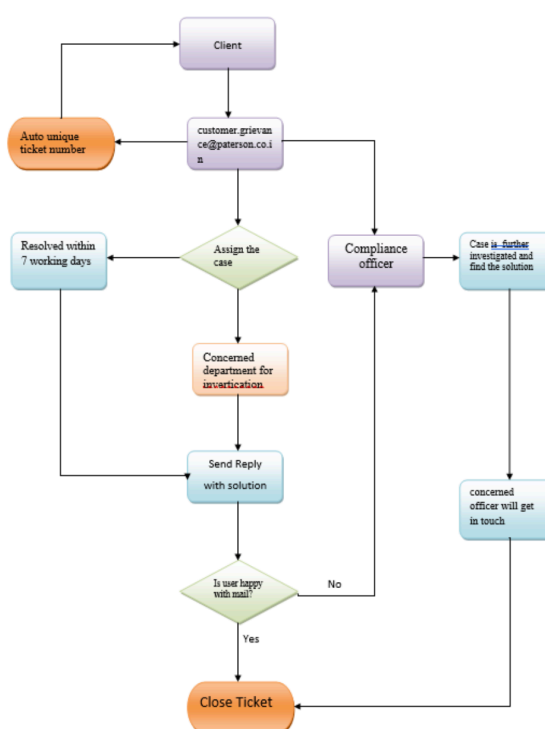 Client
Auto unique
ticket number
customer.grievan
ce@paterson.co.i
n
Resolved within
7 working days
Assign the
case
Compliance
officer
Case is further
investigated and
find the solution
Concerned
department for
invertication
Send Reply
with solution
concerned
officer will get
in touch
Is user happy
with mail?
No
Yes
Close Ticket